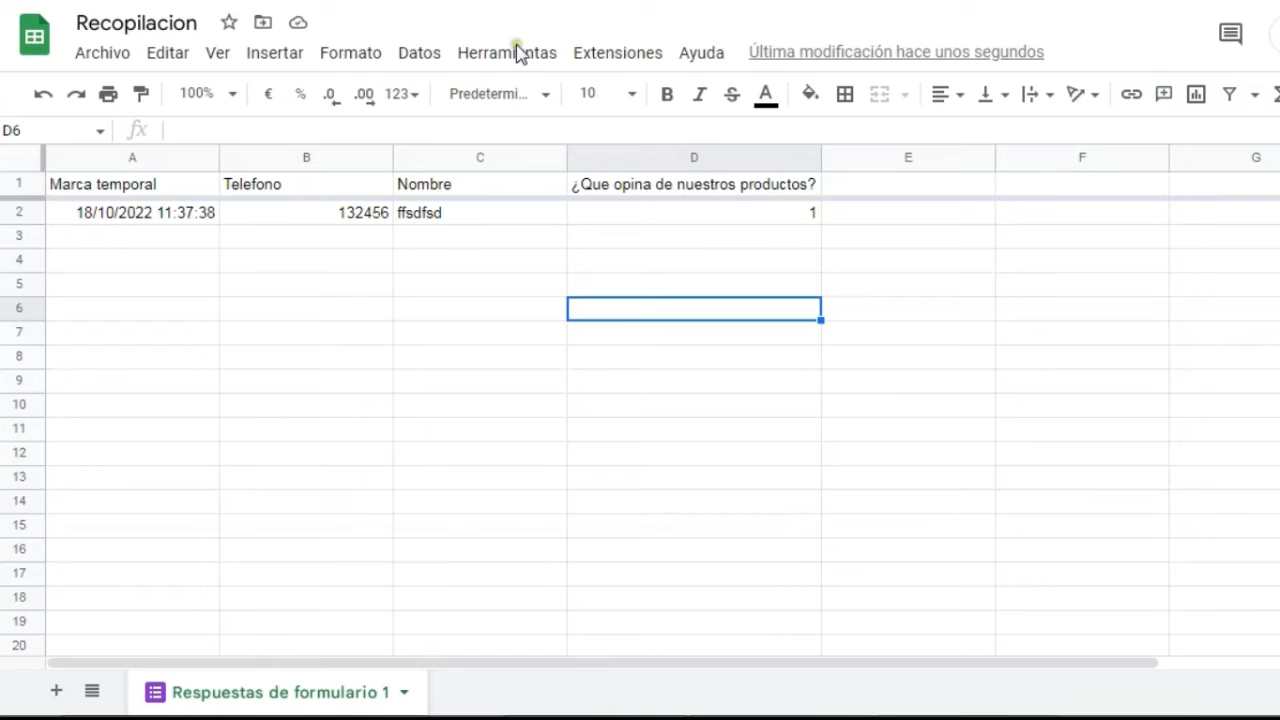 Recopilacion
Archivo Editar Ver Insertar Formato Datos Herramientas Extensiones Ayuda Última modificación hace unos segundos
100% € % .0 .00 123 Predetermi... 10 B I S A
D6 fx
A B C D E F G
1 Marca temporal Telefono Nombre ¿Que opina de nuestros productos?
2 18/10/2022 11:37:38 132456 ffsdfsd 1
3
4
5
6
7
8
9
10
11
12
13
14
15
16
17
18
19
20
Respuestas de formulario 1